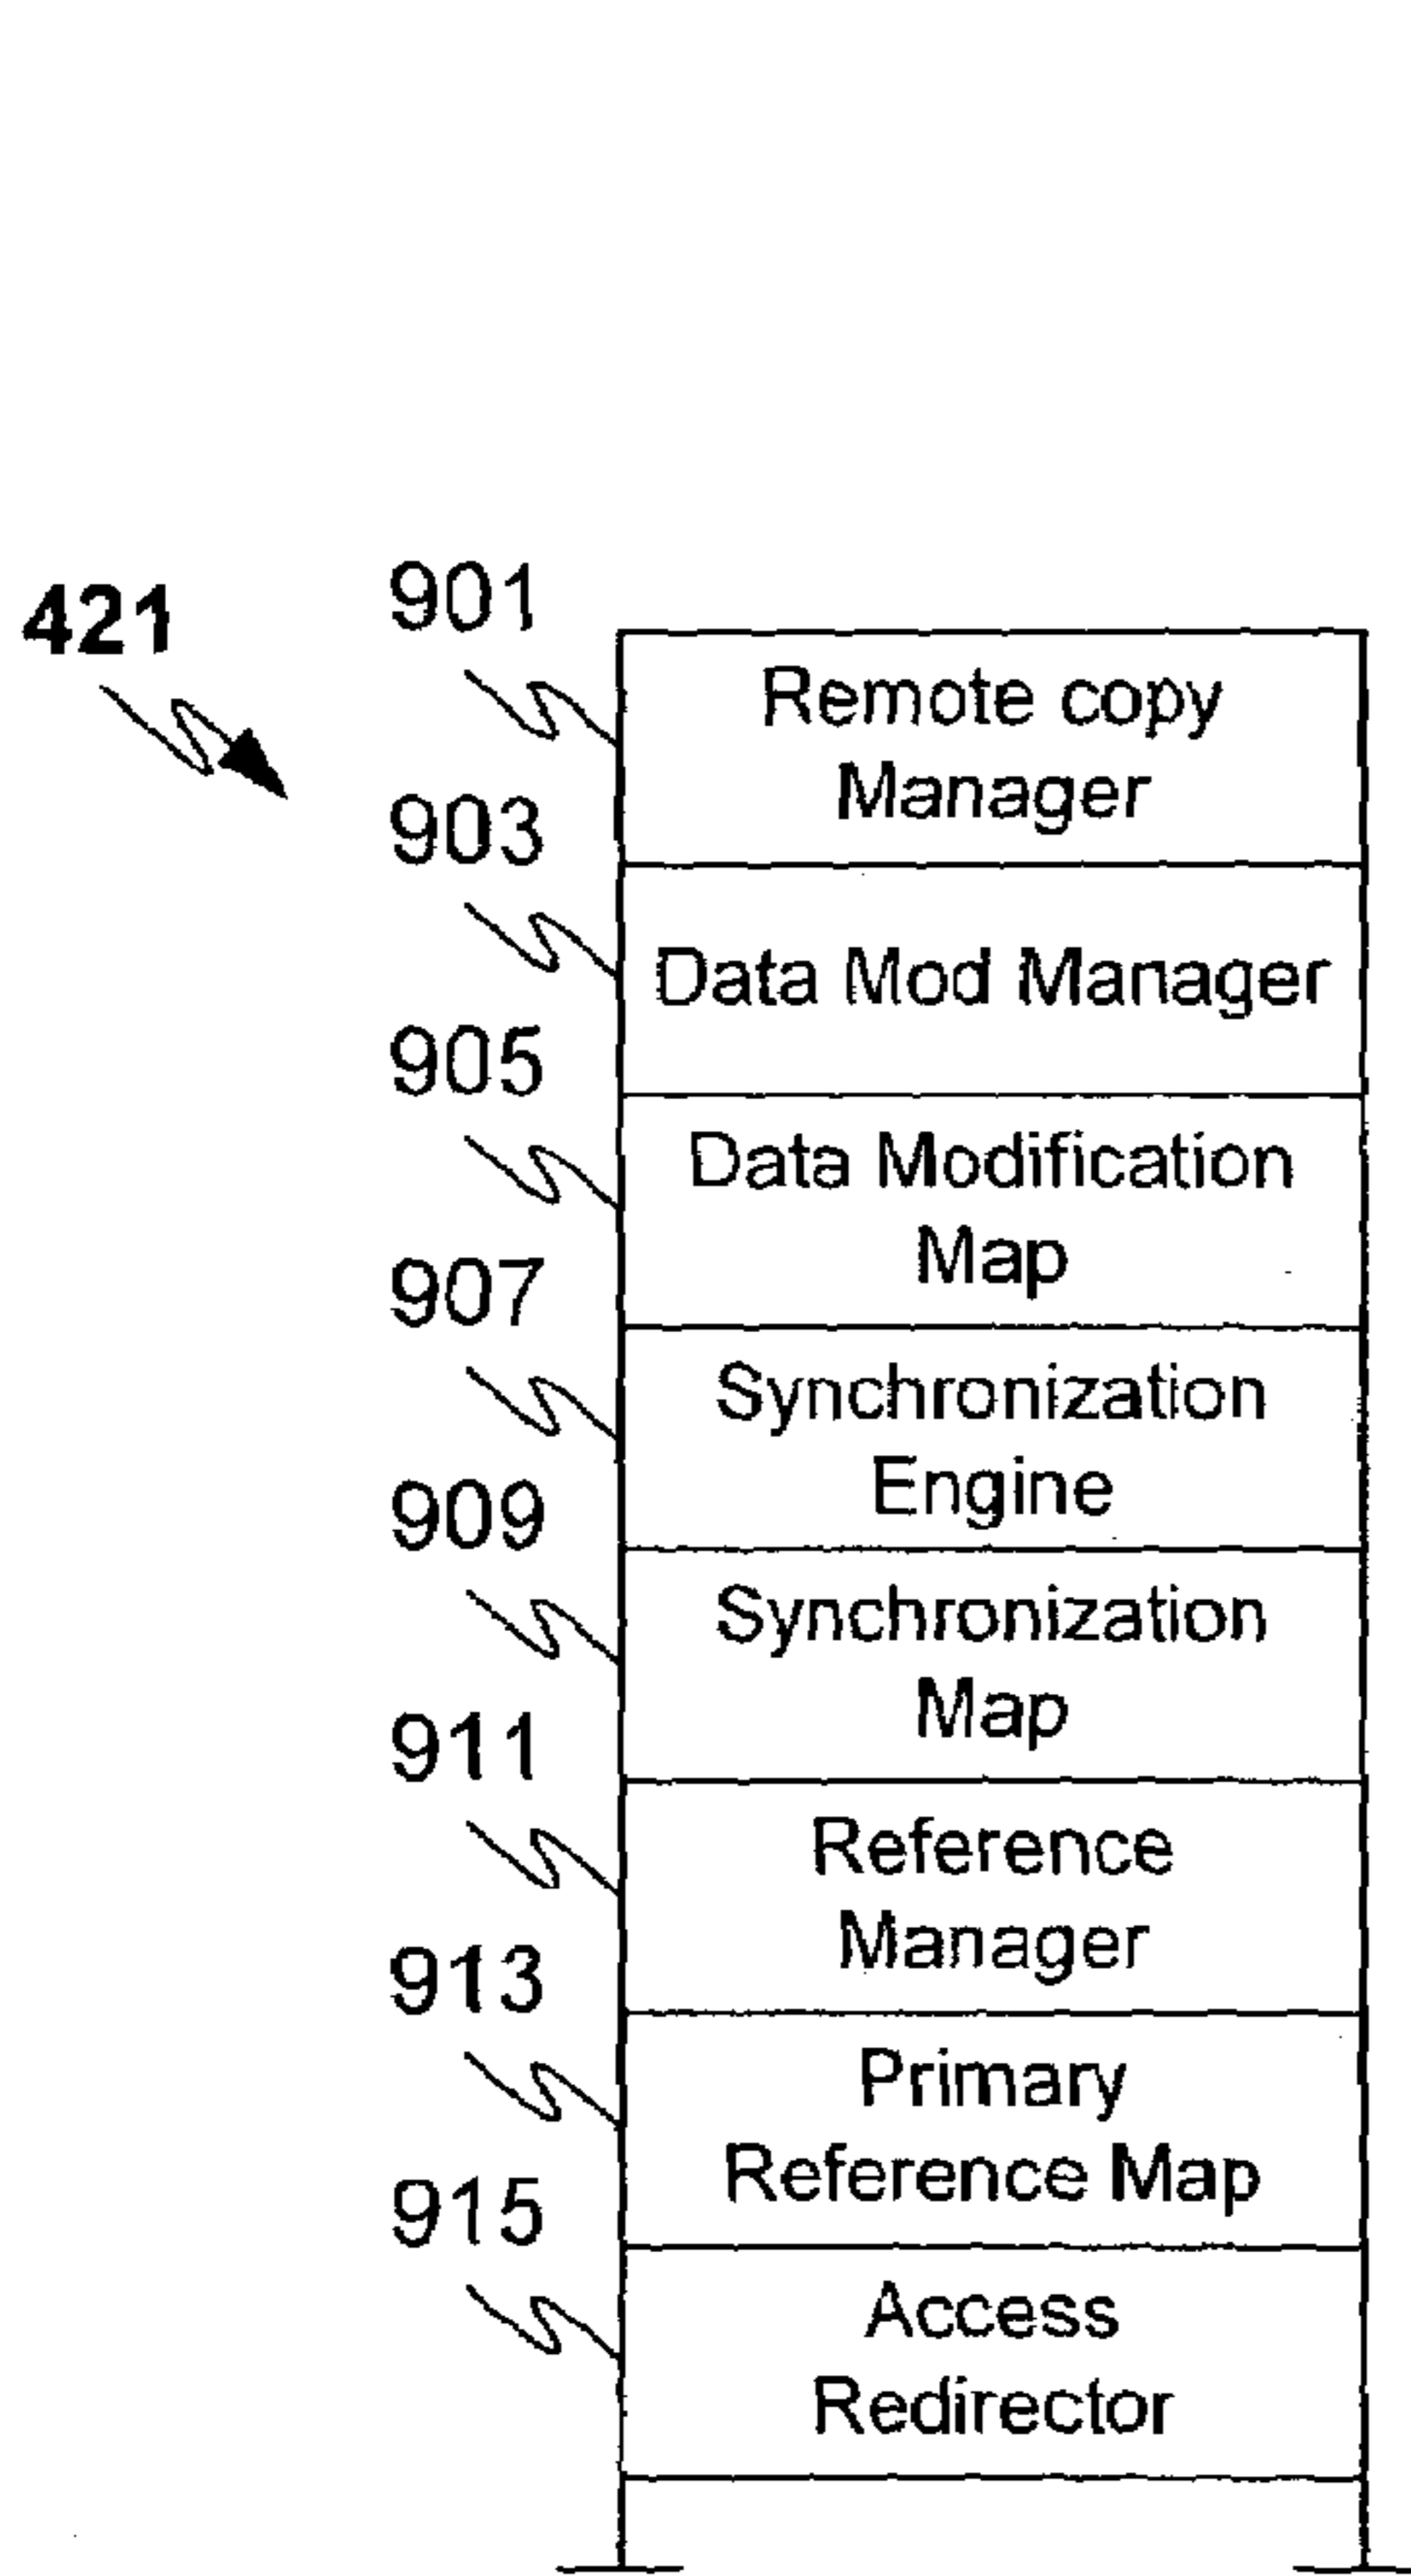 421
901
Remote copy
Manager
903
Data Mod Manager
905
Data Modification
Map
907
Synchronization
Engine
909
Synchronization
Map
911
Reference
Manager
913
Primary
Reference Map
915
Access
Redirector